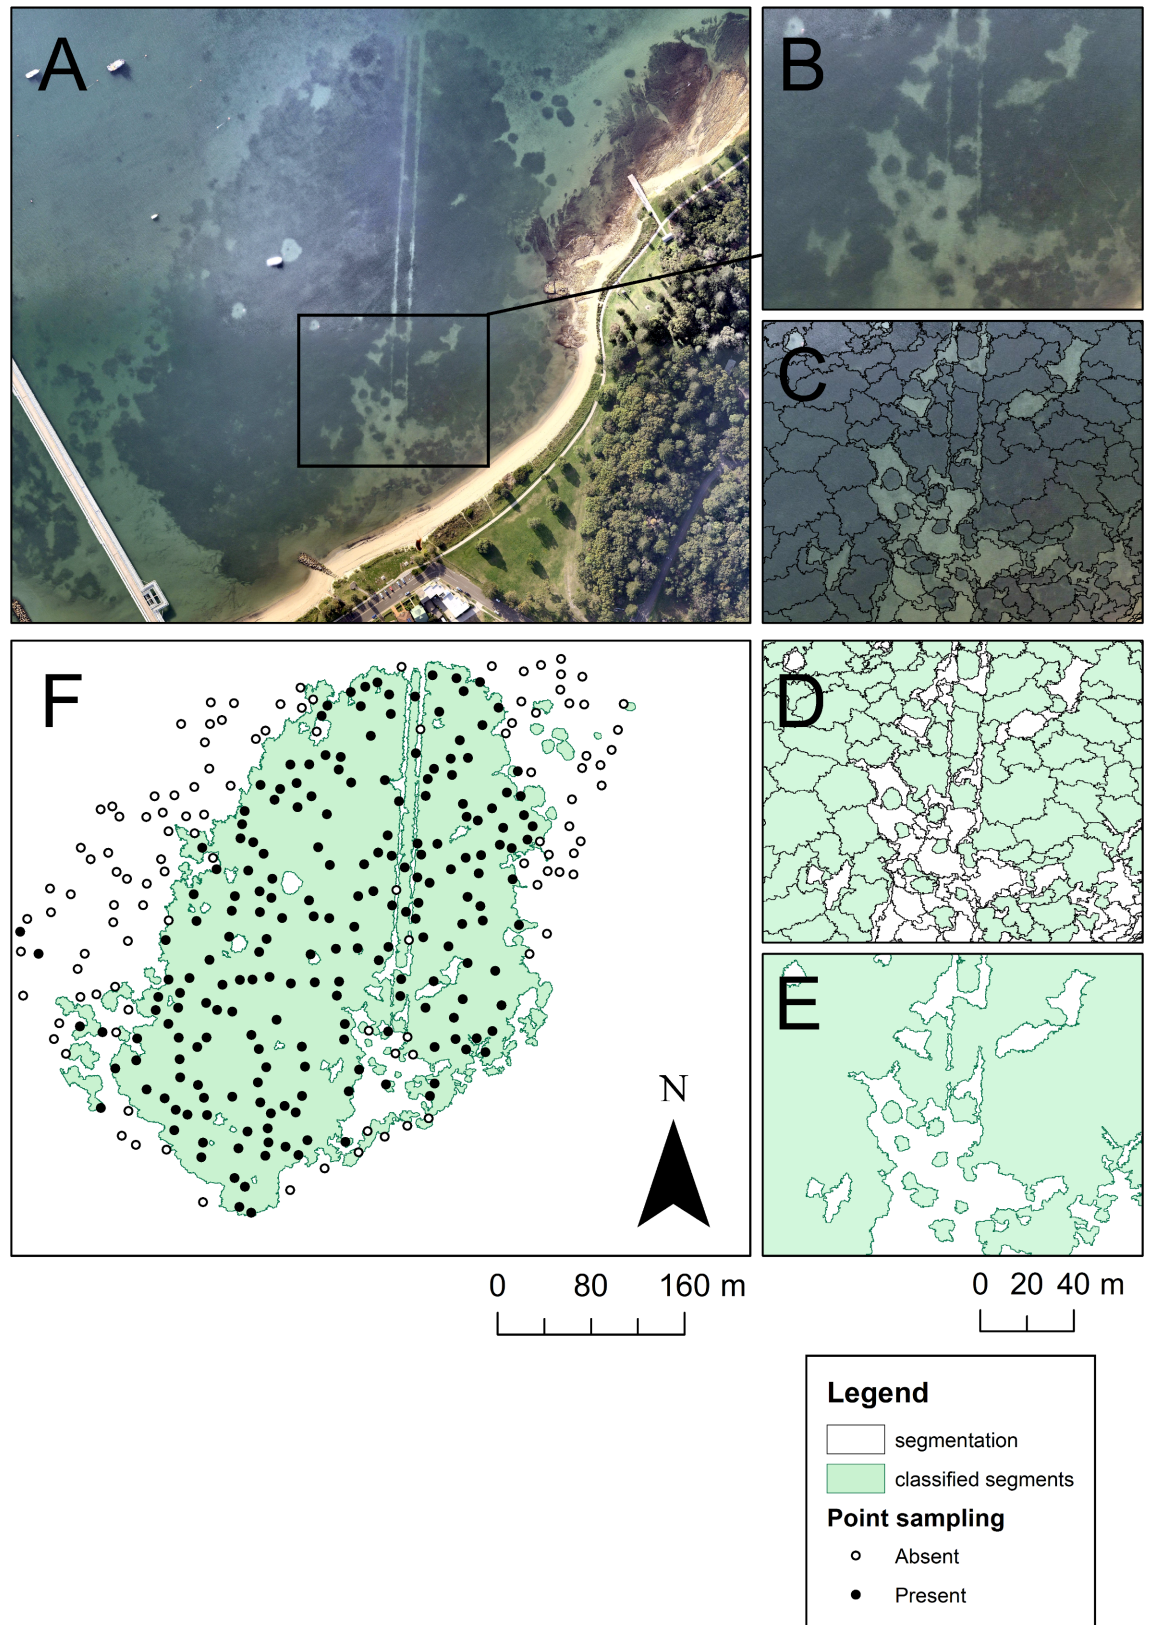 A
B
C
F
D
E
N
0 80 160 m
0 20 40 m
Legend
segmentation
classified segments
Point sampling
Absent
Present